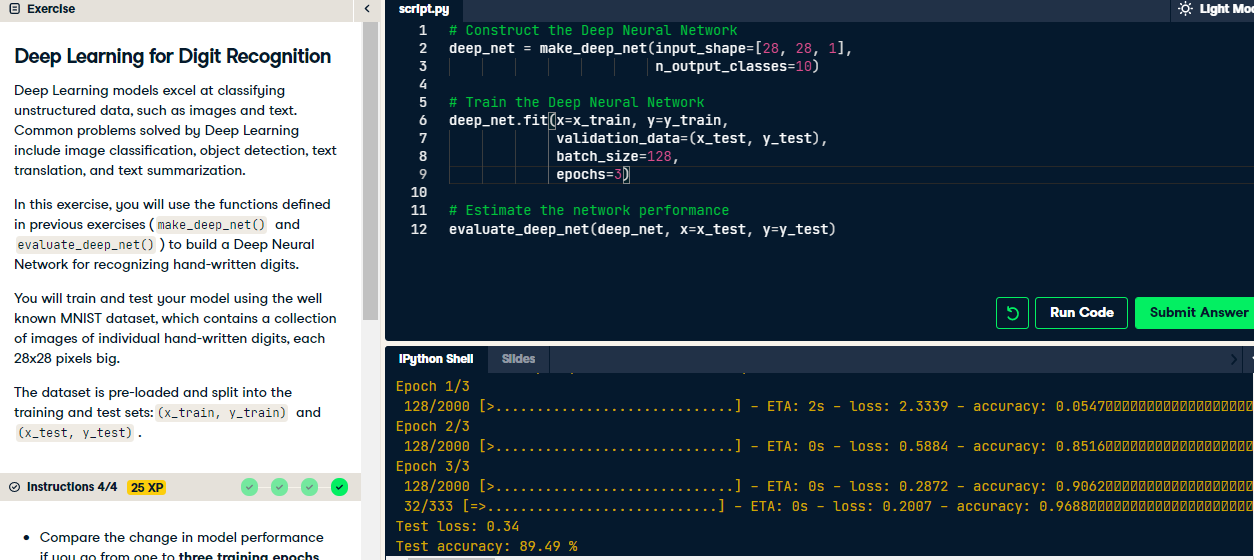 Exercise
Deep Learning for Digit Recognition
Deep Learning models excel at classifying
unstructured data, such as images and text.
Common problems solved by Deep Learning
include image classification, object detection, text
translation, and text summarization.
In this exercise, you will use the functions defined
in previous exercises ( make_deep_net() and
evaluate_deep_net() ) to build a Deep Neural
Network for recognizing hand-written digits.
You will train and test your model using the well
known MNIST dataset, which contains a collection
of images of individual hand-written digits, each
28x28 pixels big.
The dataset is pre-loaded and split into the
training and test sets: (x_train, y_train) and
(x_test, y_test) .
Instructions 4/4 25 XP
• Compare the change in model performance
if you go from one to three training epochs
script.py
Light Mod
1 # Construct the Deep Neural Network
2 deep_net = make_deep_net(input_shape=[28, 28, 1],
3 n_output_classes=10)
4
5 # Train the Deep Neural Network
6 deep_net.fit(x=x_train, y=y_train,
7 validation_data=(x_test, y_test),
8 batch_size=128,
9 epochs=3)
10
11 # Estimate the network performance
12 evaluate_deep_net(deep_net, x=x_test, y=y_test)
Run Code
Submit Answer
IPython Shell Slides
Epoch 1/3
128/2000 [>.............................] - ETA: 2s - loss: 2.3339 - accuracy: 0.0547
Epoch 2/3
128/2000 [>.............................] - ETA: 0s - loss: 0.5884 - accuracy: 0.8516
Epoch 3/3
128/2000 [>.............................] - ETA: 0s - loss: 0.2872 - accuracy: 0.9062
32/333 [=>............................] - ETA: 0s - loss: 0.2007 - accuracy: 0.9688
Test loss: 0.34
Test accuracy: 89.49 %